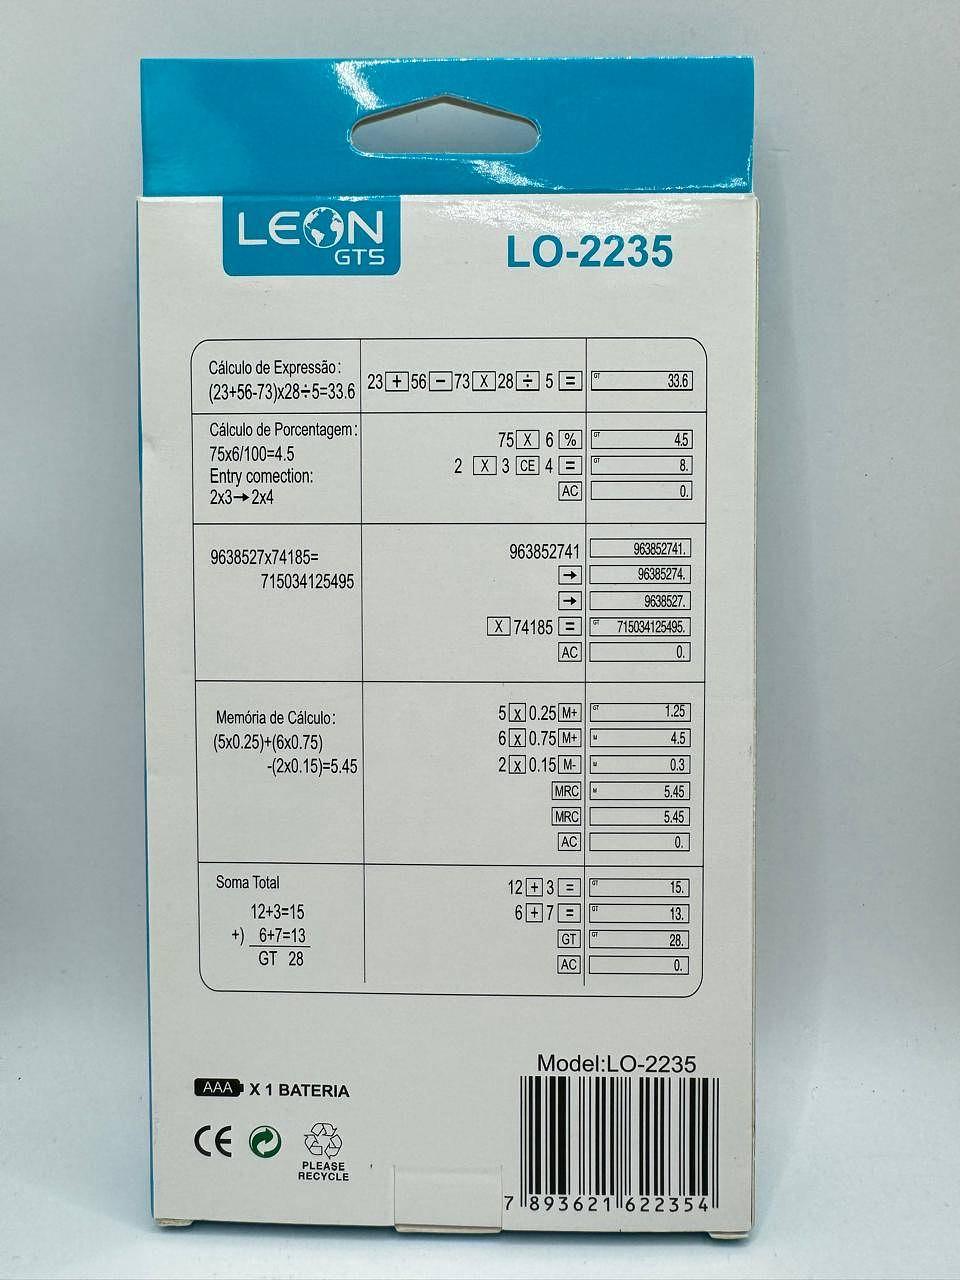 LEON
GTS
LO-2235
Cálculo de Expressão:
(23+56-73)x28÷5=33.6
23 + 56 − 73 X 28 ÷ 5 =
GT 33.6
Cálculo de Porcentagem:
75x6/100=4.5
Entry comection:
2x3→2x4
75 X 6 %
GT 4.5
2 X 3 CE 4 =
GT 8.
AC
0.
9638527x74185=
715034125495
963852741
963852741.
→
96385274.
→
9638527.
X 74185 =
GT 715034125495.
AC
0.
Memória de Cálculo:
(5x0.25)+(6x0.75)
-(2x0.15)=5.45
5 x 0.25 M+
GT 1.25
6 x 0.75 M+
M 4.5
2 x 0.15 M-
M 0.3
MRC
M 5.45
MRC
5.45
AC
0.
Soma Total
12+3=15
+) 6+7=13
GT 28
12 + 3 =
GT 15.
6 + 7 =
GT 13.
GT
GT 28.
AC
0.
AAA X 1 BATERIA
CE
PLEASE
RECYCLE
Model:LO-2235
7 893621 622354